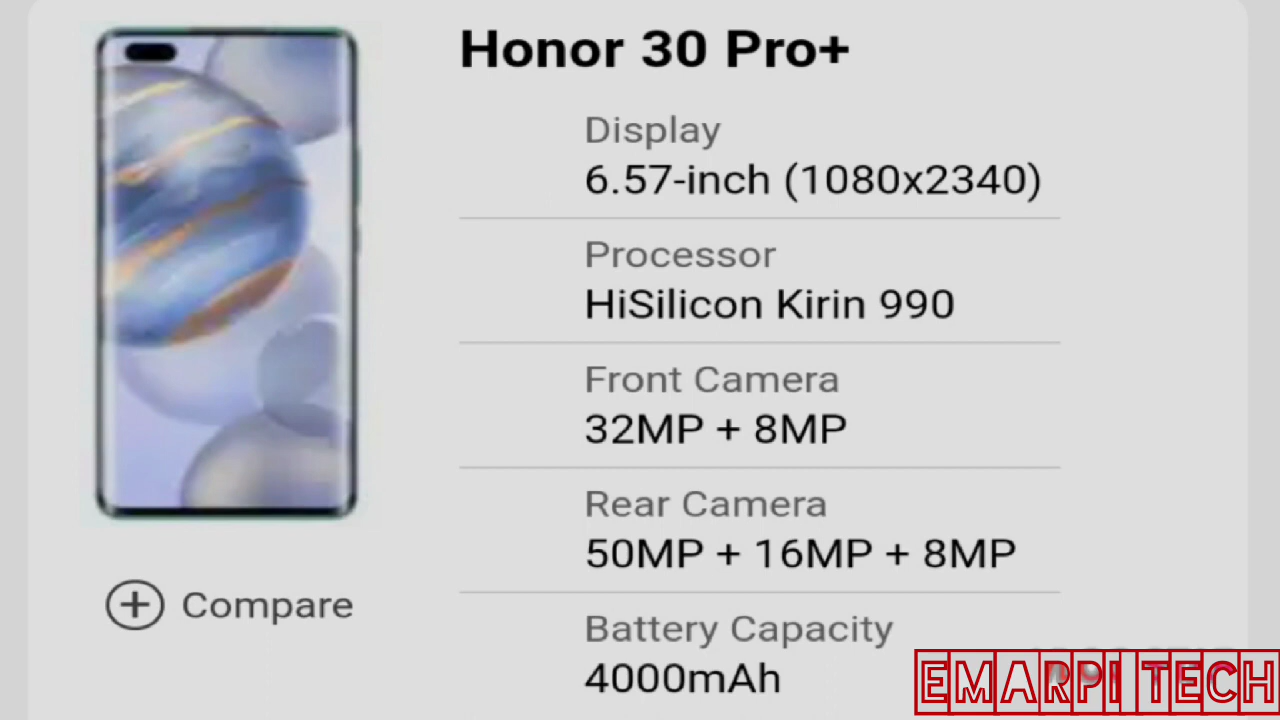 Honor 30 Pro+
Display
6.57-inch (1080x2340)
Processor
HiSilicon Kirin 990
Front Camera
32MP + 8MP
Rear Camera
50MP + 16MP + 8MP
Battery Capacity
4000mAh
Compare
EMARPI TECH